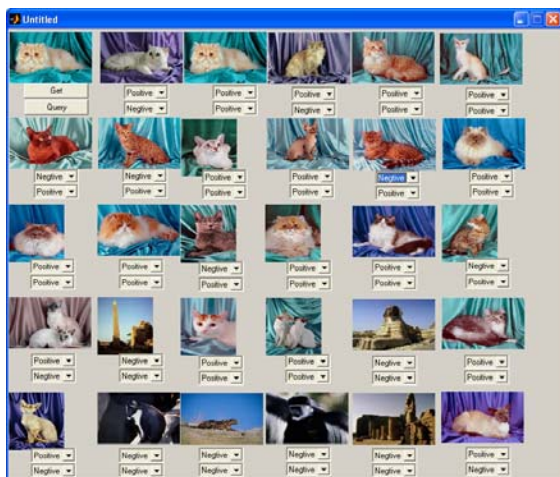 Untitled
Get Positive Positive Positive Positive Positive
Query Negtive Positive Negtive Positive Positive
Negtive Negtive Positive Positive Negtive Positive
Positive Positive Positive Positive Positive Positive
Positive Positive Negtive Positive Positive Negtive
Positive Positive Positive Positive Positive Positive
Positive Negtive Positive Positive Negtive Positive
Negtive Negtive Positive Positive Negtive Positive
Positive Negtive Negtive Negtive Negtive Positive
Negtive Negtive Negtive Negtive Negtive Negtive